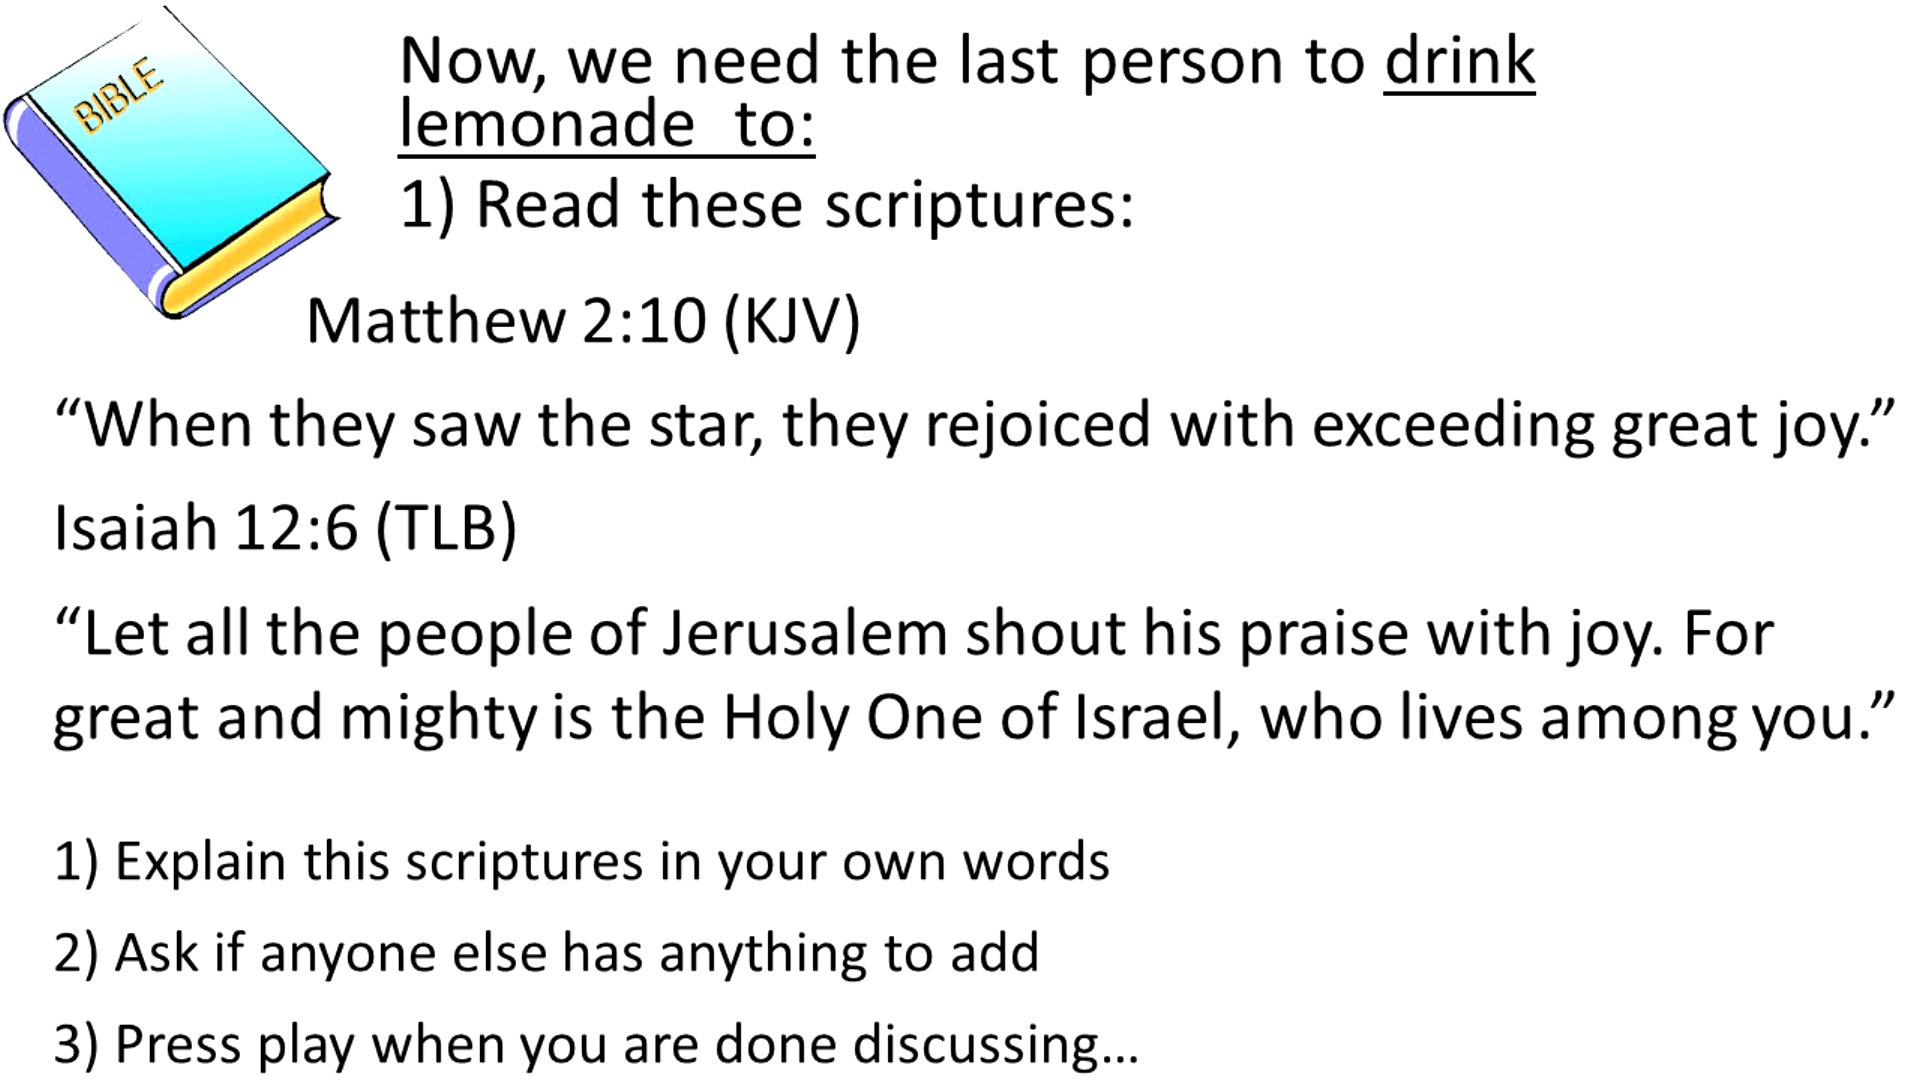 BIBLE
Now, we need the last person to drink
lemonade to:
1) Read these scriptures:
Matthew 2:10 (KJV)
“When they saw the star, they rejoiced with exceeding great joy.”
Isaiah 12:6 (TLB)
“Let all the people of Jerusalem shout his praise with joy. For
great and mighty is the Holy One of Israel, who lives among you.”
1) Explain this scriptures in your own words
2) Ask if anyone else has anything to add
3) Press play when you are done discussing...